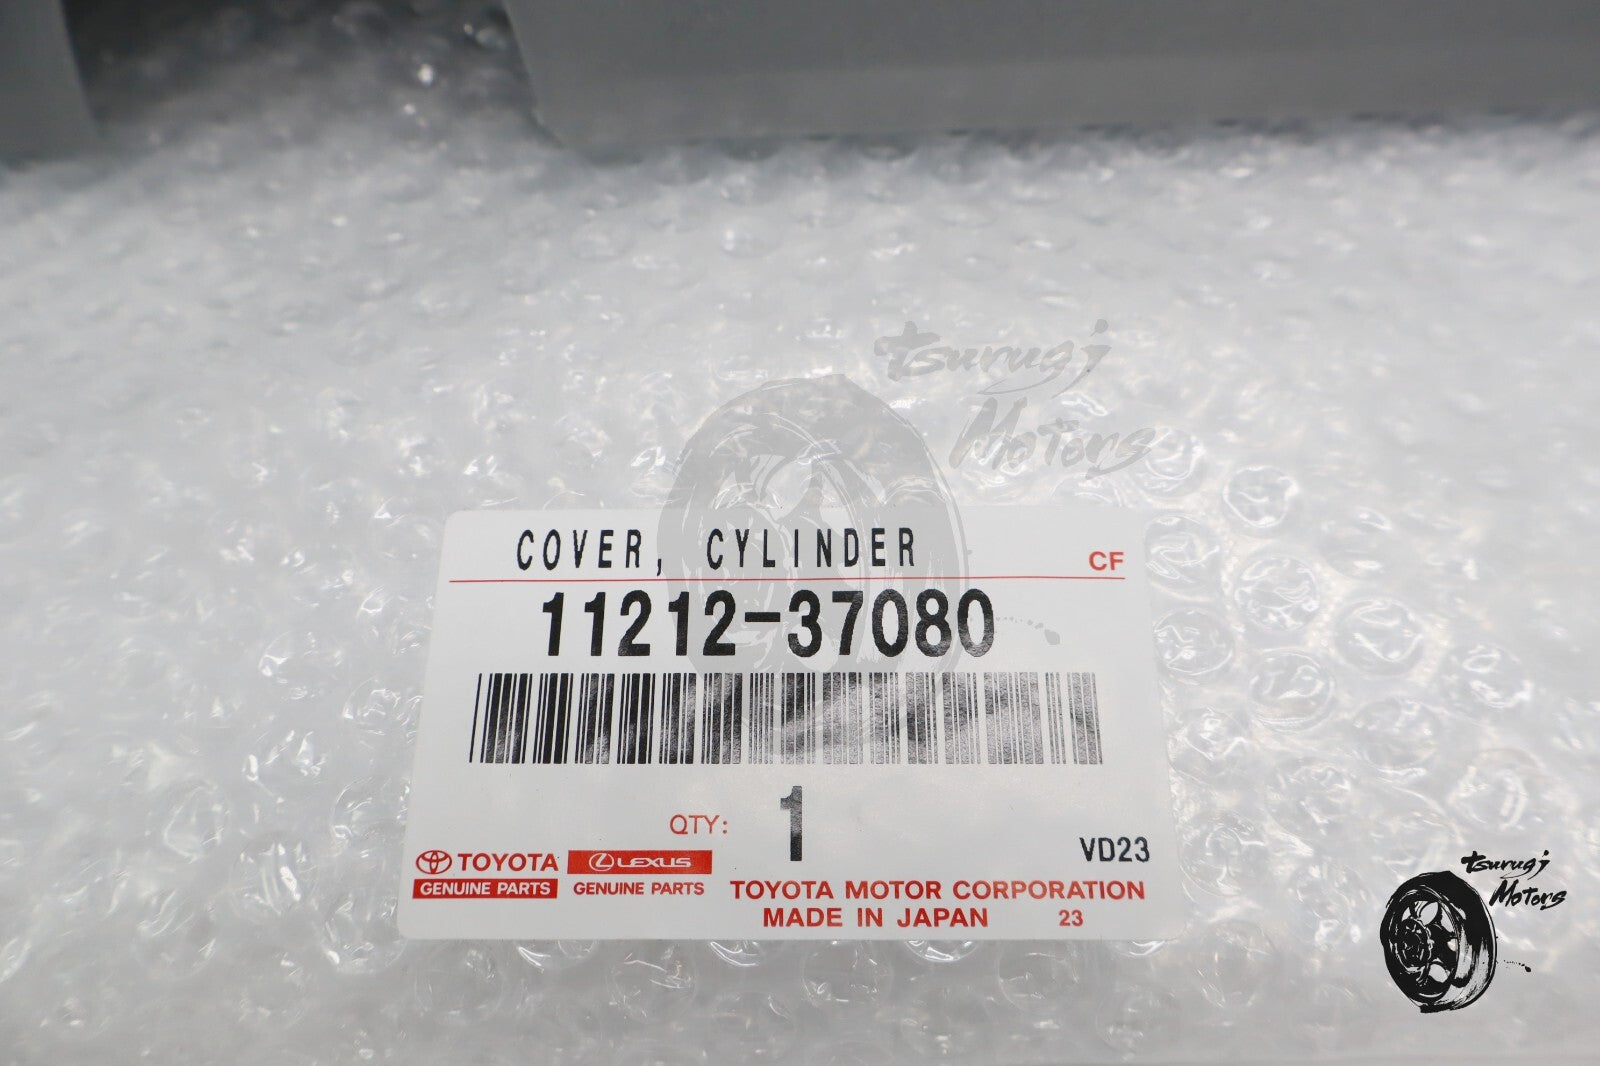 tsurugi
Motors
COVER, CYLINDER
CF
11212-37080
QTY: 1
VD23
TOYOTA
GENUINE PARTS
LEXUS
GENUINE PARTS
TOYOTA MOTOR CORPORATION
MADE IN JAPAN 23
tsurugi
Motors